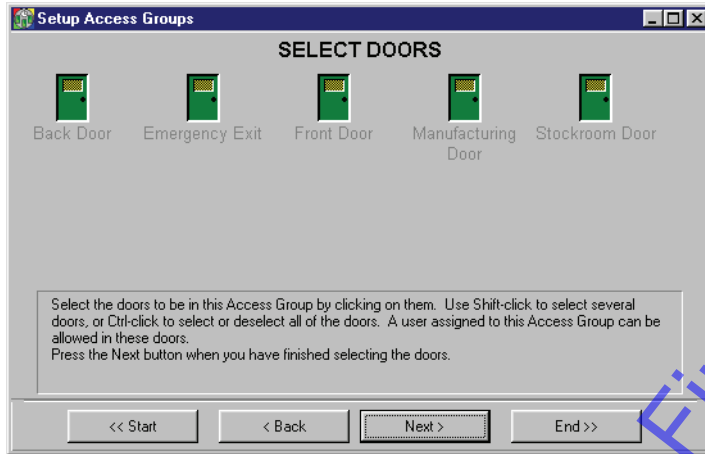 Setup Access Groups
SELECT DOORS
Back Door
Emergency Exit
Front Door
Manufacturing
Door
Stockroom Door
Select the doors to be in this Access Group by clicking on them. Use Shift-click to select several
doors, or Ctrl-click to select or deselect all of the doors. A user assigned to this Access Group can be
allowed in these doors.
Press the Next button when you have finished selecting the doors.
<< Start
< Back
Next >
End >>